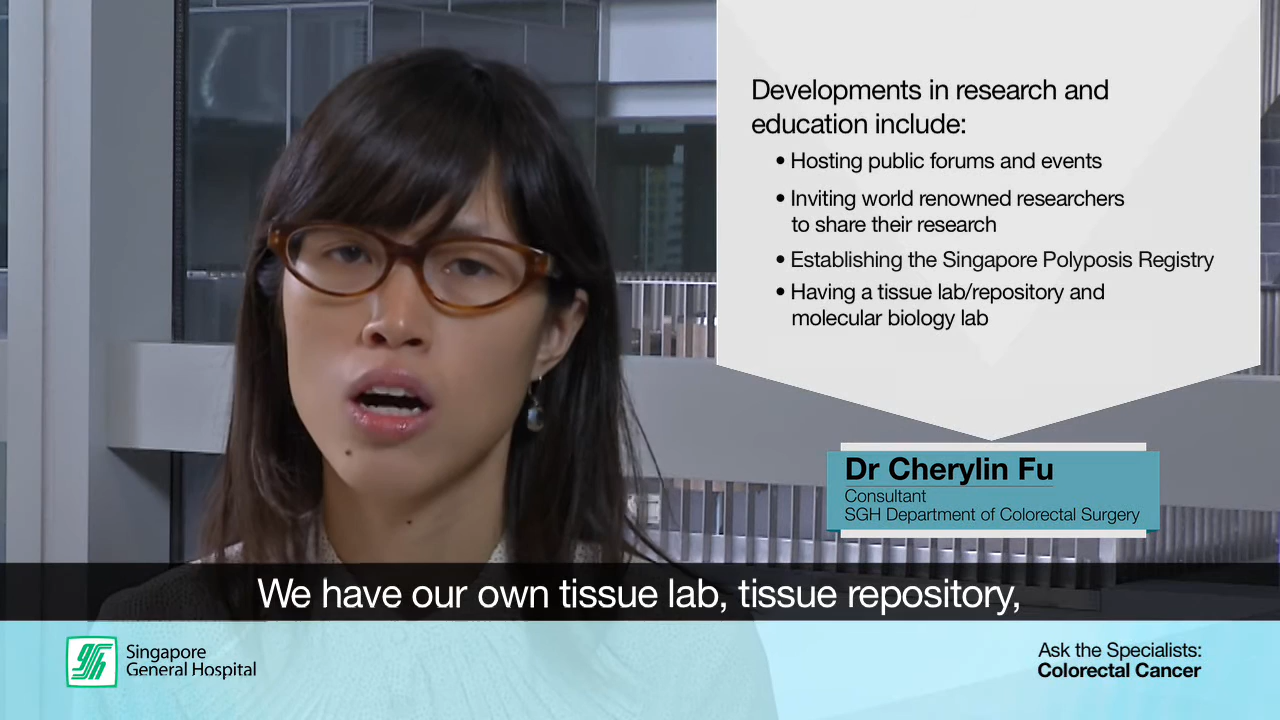 Developments in research and
education include:
• Hosting public forums and events
• Inviting world renowned researchers
to share their research
• Establishing the Singapore Polyposis Registry
• Having a tissue lab/repository and
molecular biology lab
Dr Cherylin Fu
Consultant
SGH Department of Colorectal Surgery
We have our own tissue lab, tissue repository,
Singapore
General Hospital
Ask the Specialists:
Colorectal Cancer